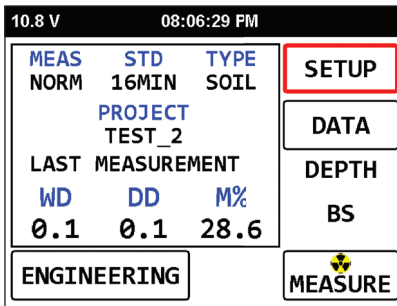 10.8 V 08:06:29 PM
MEAS STD TYPE
NORM 16MIN SOIL
PROJECT
TEST_2
LAST MEASUREMENT
WD DD M%
0.1 0.1 28.6
SETUP
DATA
DEPTH
BS
ENGINEERING
MEASURE